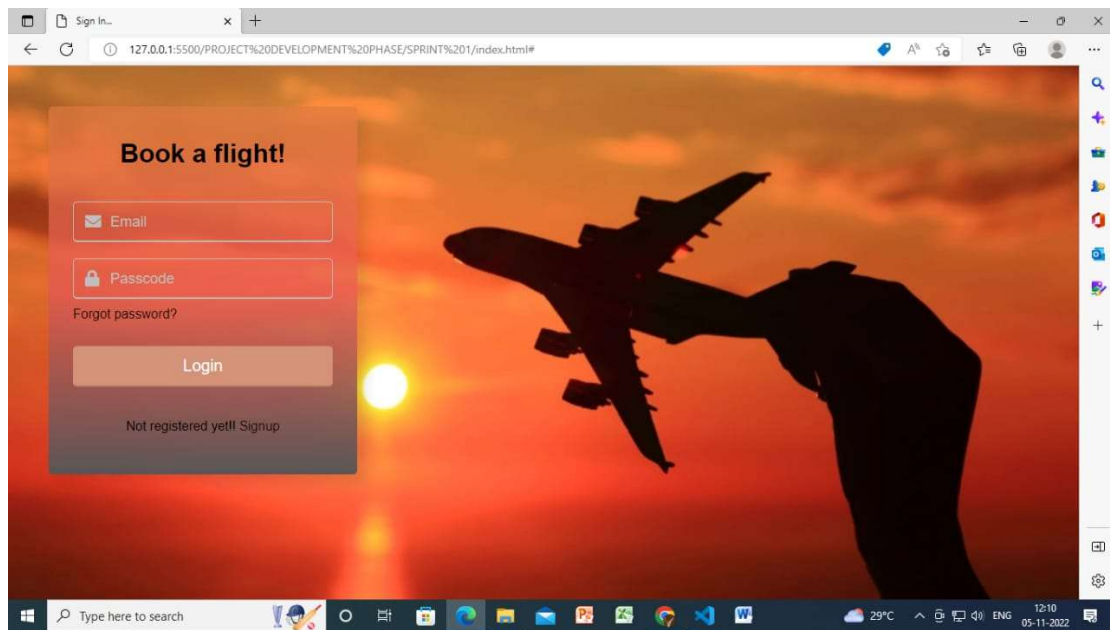 Sign In...
127.0.0.1:5500/PROJECT%20DEVELOPMENT%20PHASE/SPRINT%201/index.html#
Book a flight!
Email
Passcode
Forgot password?
Login
Not registered yet!! Signup
Type here to search
29°C
ENG
12:10
05-11-2022